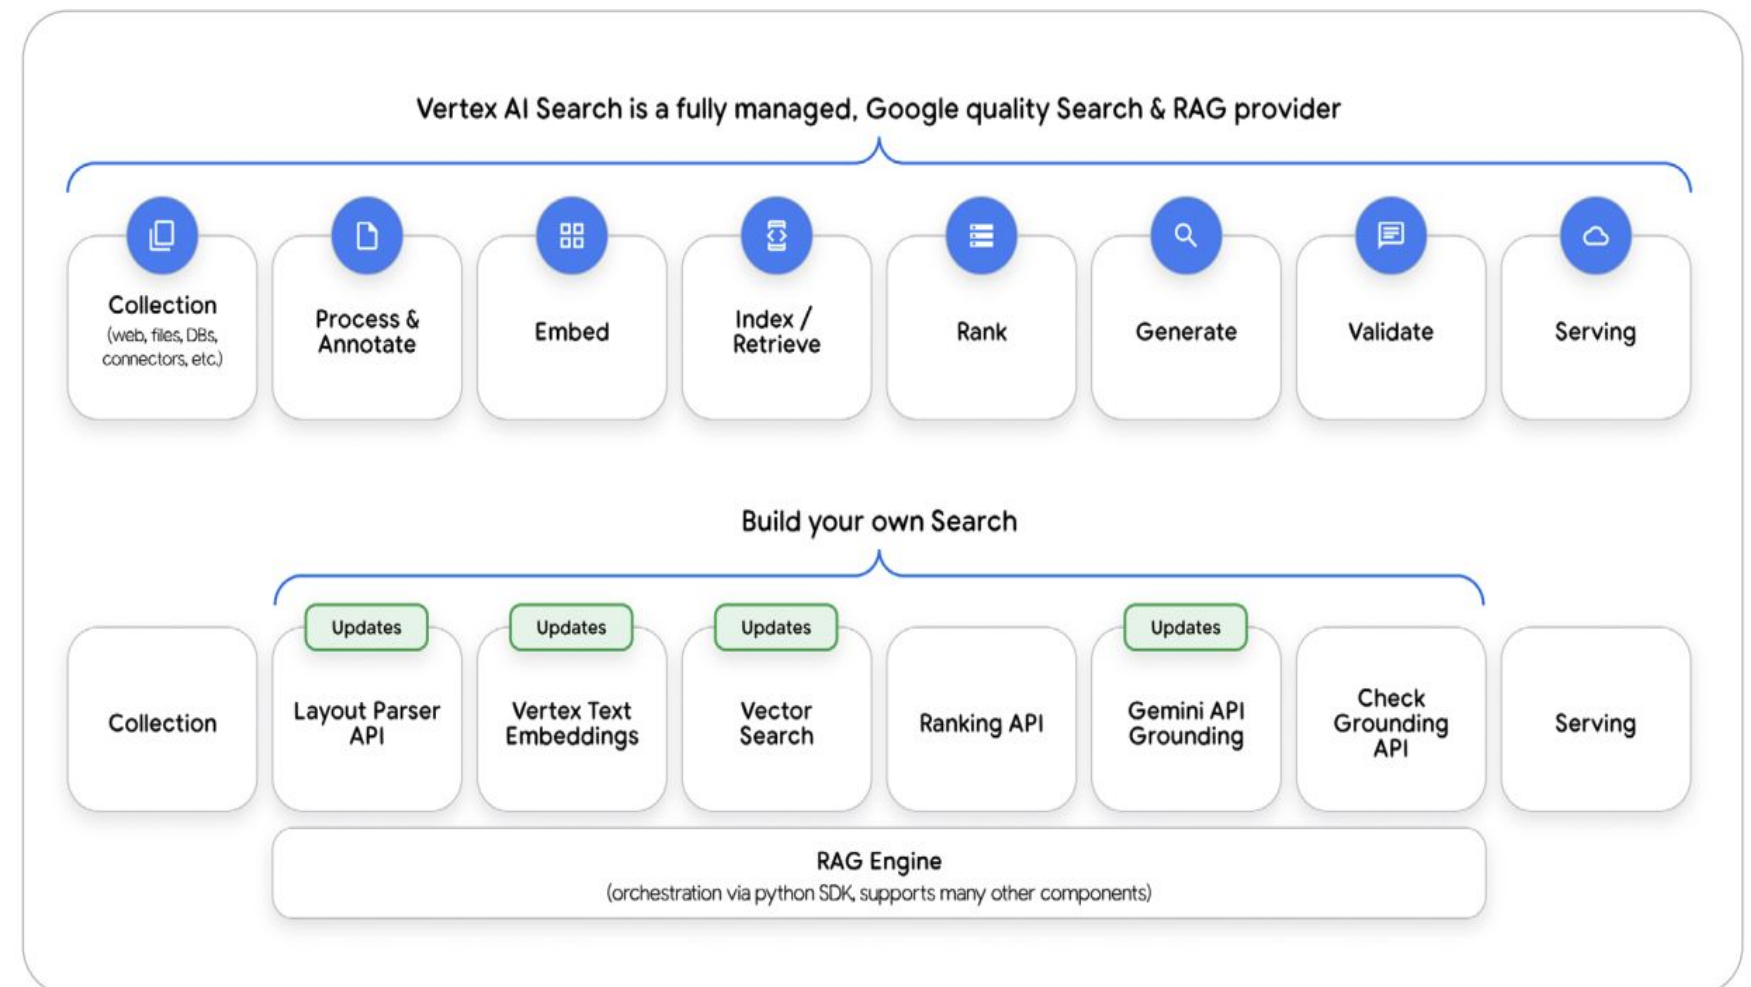 Vertex AI Search is a fully managed, Google quality Search & RAG provider
Collection
(web, files, DBs,
connectors, etc.)
Process &
Annotate
Embed
Index /
Retrieve
Rank
Generate
Validate
Serving
Build your own Search
Updates
Updates
Updates
Updates
Collection
Layout Parser
API
Vertex Text
Embeddings
Vector
Search
Ranking API
Gemini API
Grounding
Check
Grounding
API
Serving
RAG Engine
(orchestration via python SDK, supports many other components)